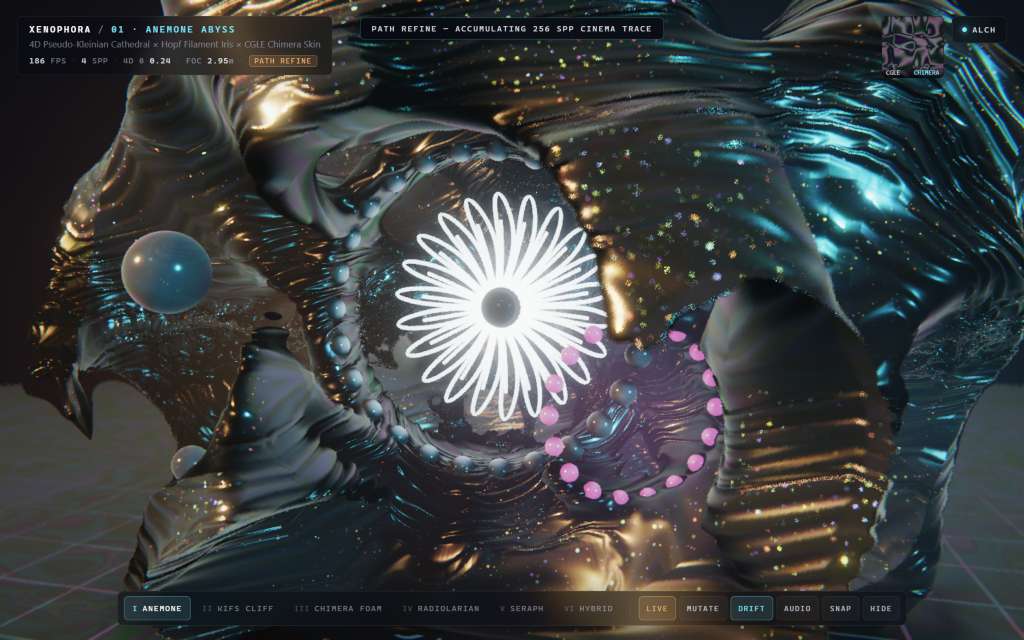 XENOPHORA / 01 · ANEMONE ABYSS
4D Pseudo-Kleinian Cathedral × Hopf Filament Iris × CGLE Chimera Skin
186 FPS · 4 SPP · 4D θ 0.24 · FOC 2.95m PATH REFINE
PATH REFINE — ACCUMULATING 256 SPP CINEMA TRACE
CGLE CHIMERA
ALCH
I ANEMONE II KIFS CLIFF III CHIMERA FOAM IV RADIOLARIAN V SERAPH VI HYBRID LIVE MUTATE DRIFT AUDIO SNAP HIDE